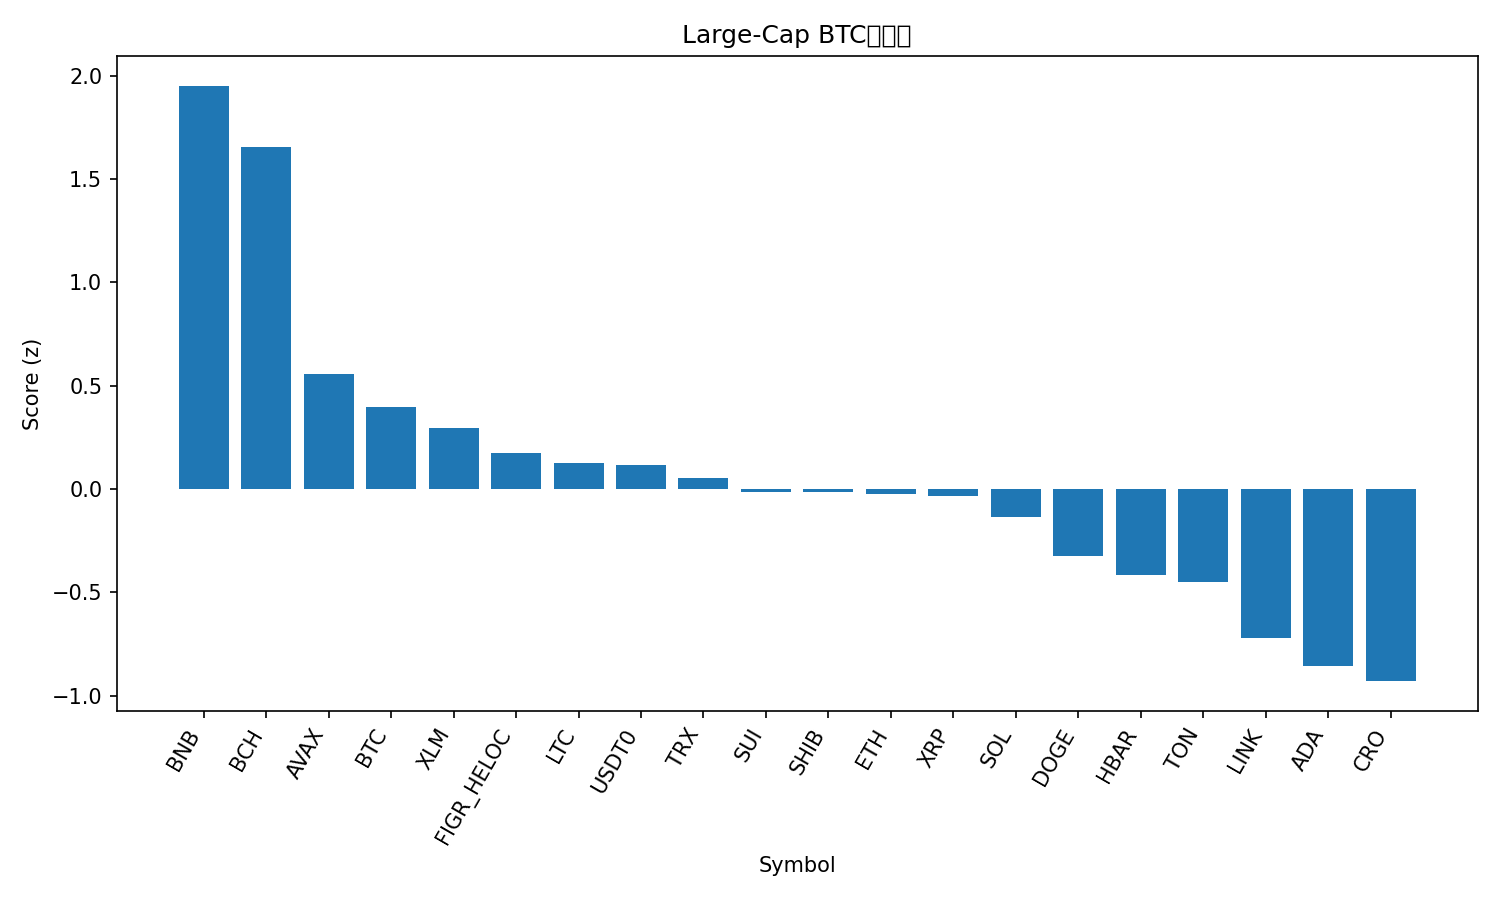 Large-Cap BTC
2.0
1.5
1.0
0.5
0.0
−0.5
−1.0
Score (z)
BNB
BCH
AVAX
BTC
XLM
FIGR_HELOC
LTC
USDT0
TRX
SUI
SHIB
ETH
XRP
SOL
DOGE
HBAR
TON
LINK
ADA
CRO
Symbol